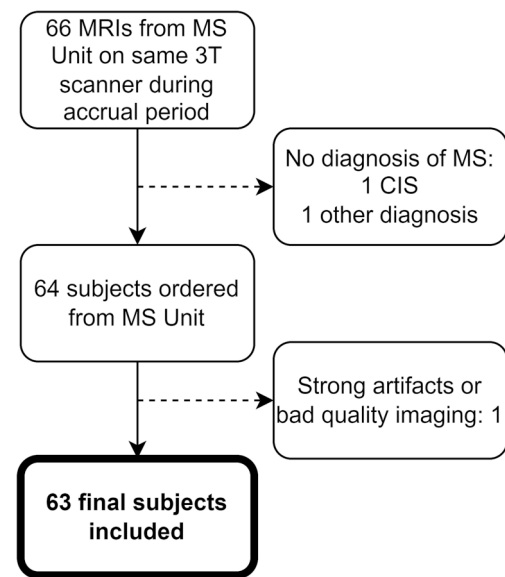 66 MRIs from MS
Unit on same 3T
scanner during
accrual period
No diagnosis of MS:
1 CIS
1 other diagnosis
64 subjects ordered
from MS Unit
Strong artifacts or
bad quality imaging: 1
63 final subjects
included